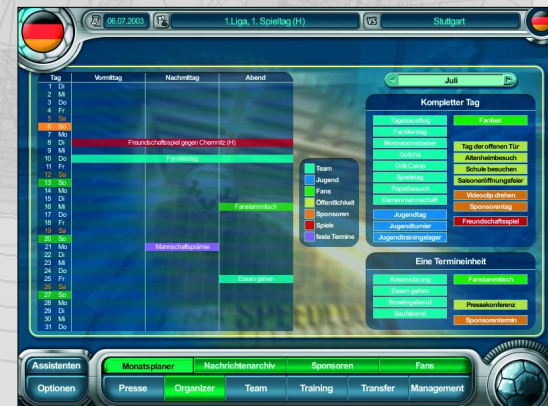 06.07.2003
1.Liga, 1. Spieltag (H)
VS
Stuttgart
Tag Vormittag Nachmittag Abend
1 Di
2 Mi
3 Do
4 Fr
5 Sa
6 So
7 Mo
8 Di Freundschaftsspiel gegen Chemnitz (H)
9 Mi
10 Do Familientag
11 Fr
12 Sa
13 So
14 Mo
15 Di
16 Mi Fanstammtisch
17 Do
18 Fr
19 Sa
20 So
21 Mo Mannschaftsprämie
22 Di
23 Mi
24 Do
25 Fr Essen gehen
26 Sa
27 So
28 Mo
29 Di
30 Mi
31 Do
Team
Jugend
Fans
Öffentlichkeit
Sponsoren
Spiele
feste Termine
Juli
Kompletter Tag
Tagesausflug Fanfest
Familientag
Motivationstrainer Tag der offenen Tür
Gotcha Altenheimbesuch
Drill-Camp Schule besuchen
Spieletag Saisoneröffnungsfeier
Papstbesuch Videoclip drehen
Damenmannschaft Sponsorentag
Jugendtag Freundschaftsspiel
Jugendturnier
Jugendtrainingslager
Eine Termineinheit
Krisensitzung Fanstammtisch
Essen gehen
Bowlingabend Pressekonferenz
Saufabend Sponsorentermin
Assistenten Monatsplaner Nachrichtenarchiv Sponsoren Fans
Optionen Presse Organizer Team Training Transfer Management